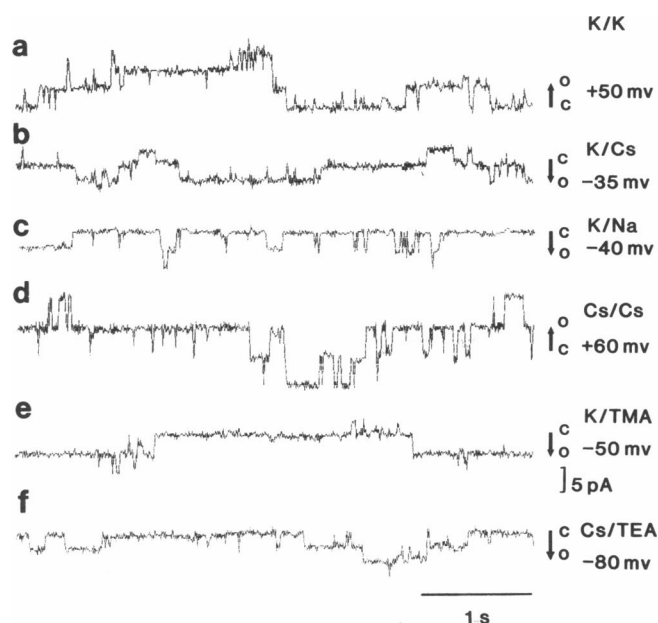 K/K
a
o
c
+50 mv
b
K/Cs
c
o
-35 mv
c
K/Na
c
o
-40 mv
d
Cs/Cs
o
c
+60 mv
e
K/TMA
c
o
-50 mv
5 pA
f
Cs/TEA
c
o
-80 mv
1 s